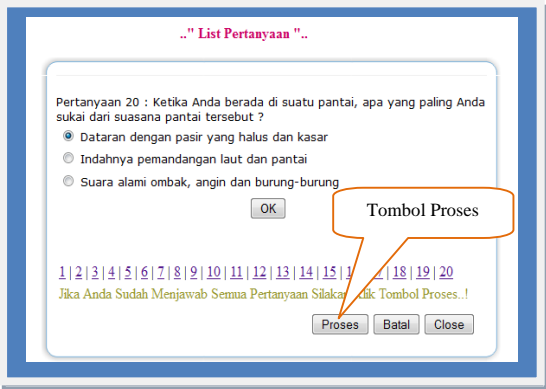 .." List Pertanyaan "..
Pertanyaan 20 : Ketika Anda berada di suatu pantai, apa yang paling Anda
sukai dari suasana pantai tersebut ?
Dataran dengan pasir yang halus dan kasar
Indahnya pemandangan laut dan pantai
Suara alami ombak, angin dan burung-burung
OK
Tombol Proses
1 | 2 | 3 | 4 | 5 | 6 | 7 | 8 | 9 | 10 | 11 | 12 | 13 | 14 | 15 | | 18 | 19 | 20
Jika Anda Sudah Menjawab Semua Pertanyaan Silakan Tombol Proses..!
Proses Batal Close